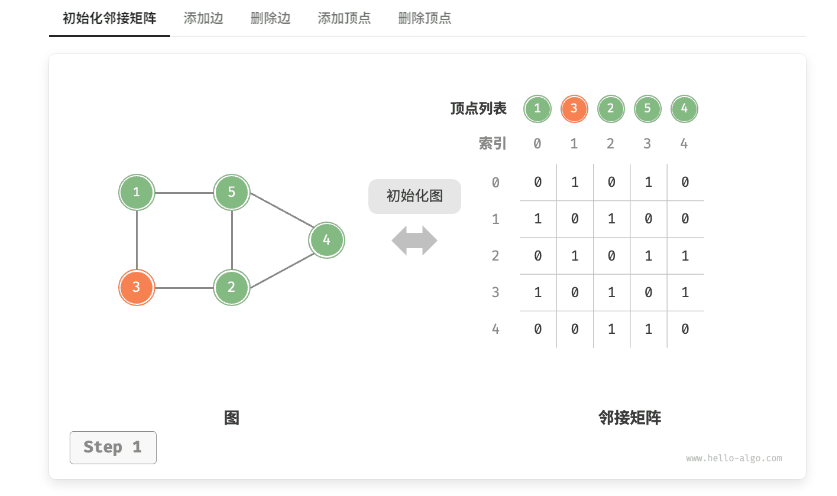 初始化邻接矩阵 添加边 删除边 添加顶点 删除顶点
顶点列表 1 3 2 5 4
索引 0 1 2 3 4
0 0 1 0 1 0
1 1 0 1 0 0
2 0 1 0 1 1
3 1 0 1 0 1
4 0 0 1 1 0
1 5
4
3 2
初始化图
图
邻接矩阵
Step 1
www.hello-algo.com